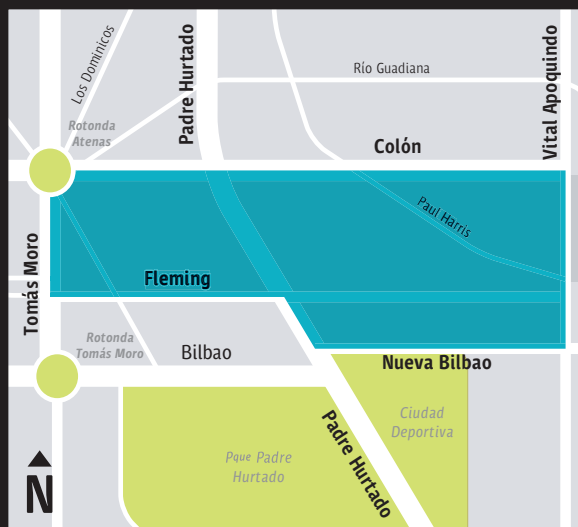 Los Dominicos
Padre Hurtado
Río Guadiana
Vital Apoquindo
Rotonda
Atenas
Colón
Paul Harris
Tomás Moro
Fleming
Rotonda
Tomás Moro
Bilbao
Nueva Bilbao
Padre Hurtado
Ciudad
Deportiva
Pque Padre
Hurtado
N